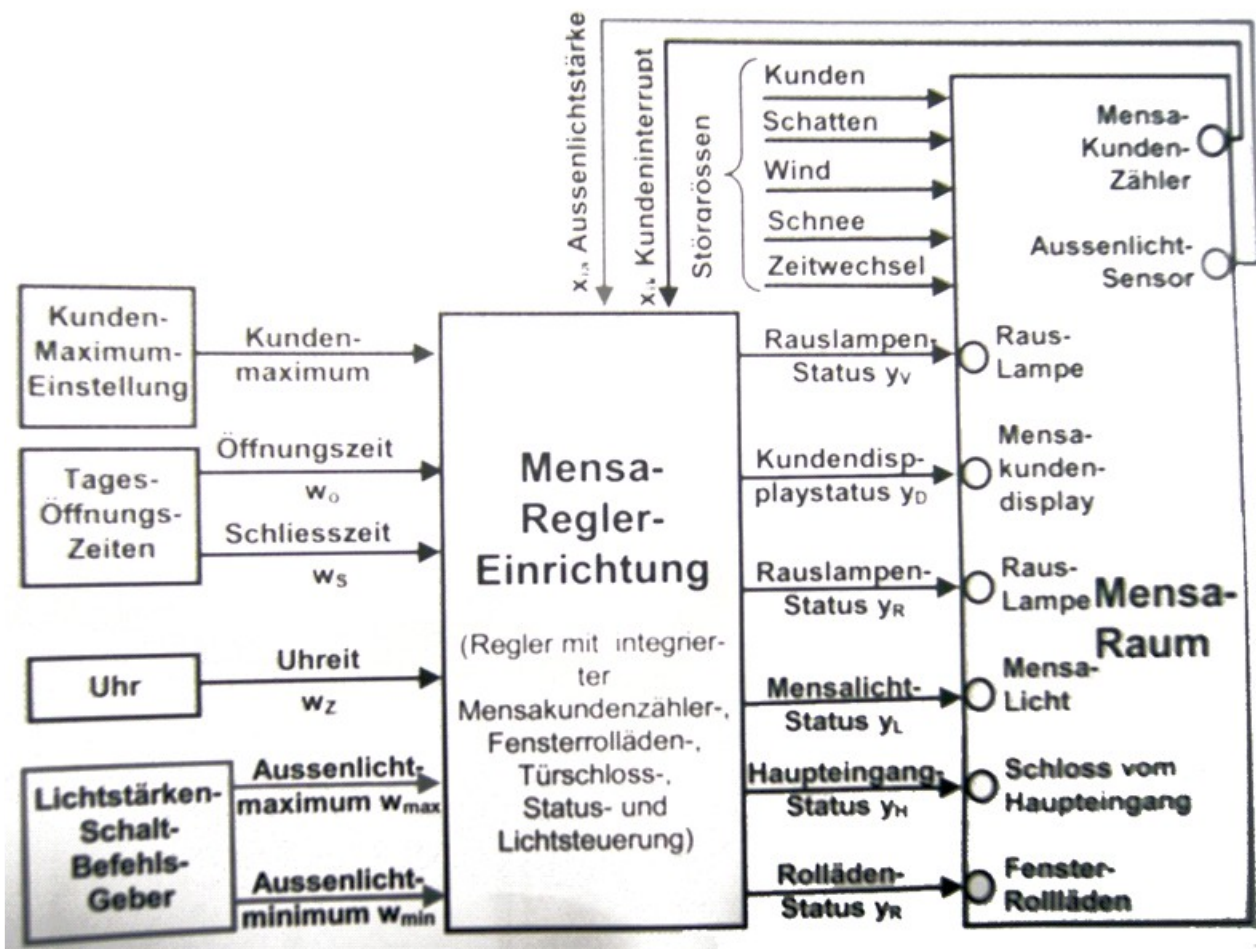 x Aussenlichtstärke
x Kundeninterrupt
Störarössen
Kunden
Schatten
Wind
Schnee
Zeitwechsel
Mensa-
Kunden-
Zähler
Aussenlicht-
Sensor
Kunden-
Maximum-
Einstellung
Kunden-
maximum
Tages-
Öffnungs-
Zeiten
Öffnungszeit
wo
Schliesszeit
wS
Uhr
Uhreit
wZ
Lichtstärken-
Schalt-
Befehls-
Geber
Aussenlicht-
maximum wmax
Aussenlicht-
minimum wmin
Mensa-
Regler-
Einrichtung
(Regler mit integrier-
ter
Mensakundenzähler-,
Fensterrolläden-,
Türschloss-,
Status- und
Lichtsteuerung)
Rauslampen-
Status yV
Kundendisp-
playstatus yD
Rauslampen-
Status yR
Mensalicht-
Status yL
Haupteingang-
Status yH
Rolläden-
Status yR
Raus-
Lampe
Mensa-
kunden-
display
Raus-
Lampe
Mensa-
Raum
Mensa-
Licht
Schloss vom
Haupteingang
Fenster-
Rollläden